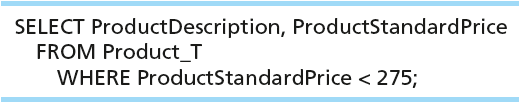 SELECT ProductDescription, ProductStandardPrice
FROM Product_T
WHERE ProductStandardPrice < 275;